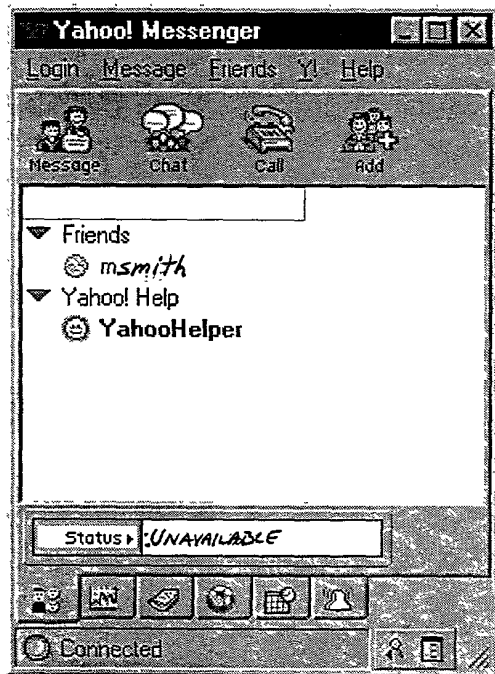 Yahoo! Messenger
Login Message Friends Y! Help
Message Chat Call Add
Friends
msmith
Yahoo! Help
YahooHelper
Status :UNAVAILABLE
Connected